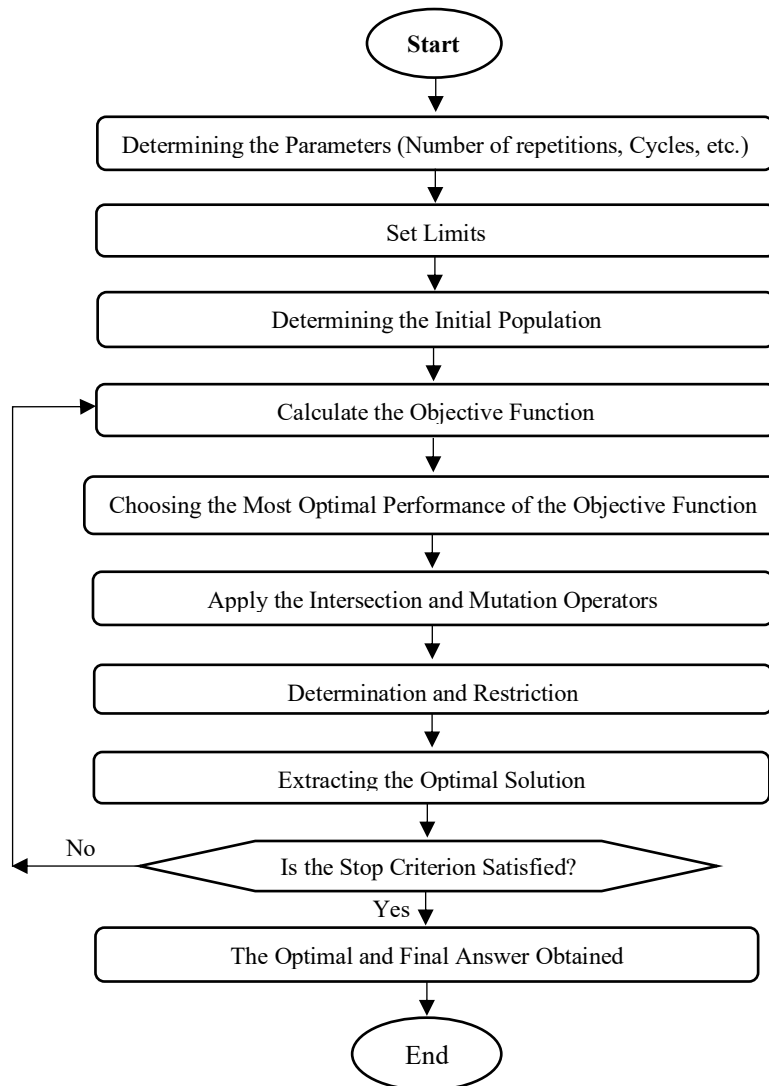 Start
Determining the Parameters (Number of repetitions, Cycles, etc.)
Set Limits
Determining the Initial Population
Calculate the Objective Function
Choosing the Most Optimal Performance of the Objective Function
Apply the Intersection and Mutation Operators
Determination and Restriction
Extracting the Optimal Solution
No
Is the Stop Criterion Satisfied?
Yes
The Optimal and Final Answer Obtained
End